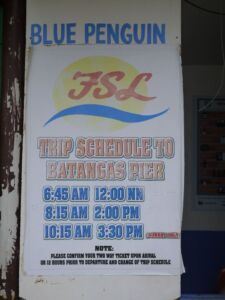 BLUE PENGUIN
FSL
TRIP SCHEDULE TO
BATANGAS PIER
6:45 AM 12:00 NN
8:15 AM 2:00 PM
10:15 AM 3:30 PM
NOTE:
PLEASE CONFIRM YOUR TWO WAY TICKET UPON ARRIVAL
OR 12 HOURS PRIOR TO DEPARTURE AND CHANGE OF TRIP SCHEDULE